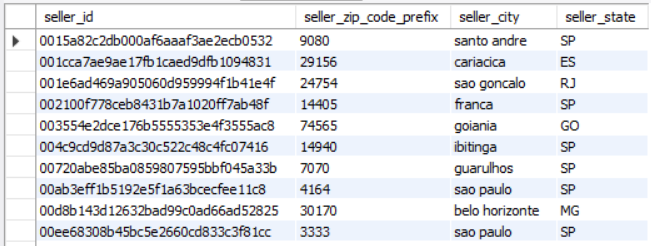 seller_id seller_zip_code_prefix seller_city seller_state
0015a82c2db000af6aaaf3ae2ecb0532 9080 santo andre SP
001cca7ae9ae17fb1caed9dfb1094831 29156 cariacica ES
001e6ad469a905060d959994f1b41e4f 24754 sao goncalo RJ
002100f778ceb8431b7a1020ff7ab48f 14405 franca SP
003554e2dce176b5555353e4f3555ac8 74565 goiania GO
004c9cd9d87a3c30c522c48c4fc07416 14940 ibitinga SP
00720abe85ba0859807595bbf045a33b 7070 guarulhos SP
00ab3eff1b5192e5f1a63bcecfee11c8 4164 sao paulo SP
00d8b143d12632bad99c0ad66ad52825 30170 belo horizonte MG
00ee68308b45bc5e2660cd833c3f81cc 3333 sao paulo SP